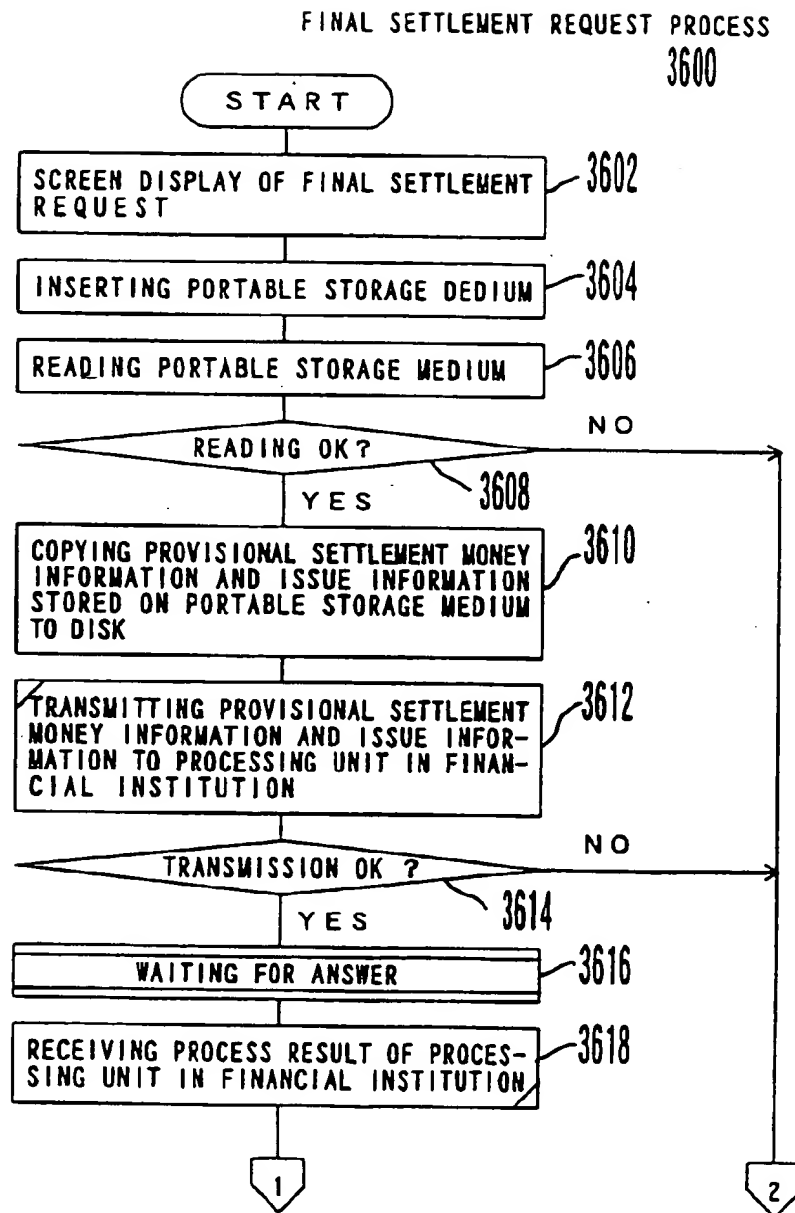 FINAL SETTLEMENT REQUEST PROCESS
3600
START
SCREEN DISPLAY OF FINAL SETTLEMENT
REQUEST
3602
INSERTING PORTABLE STORAGE DEDIUM
3604
READING PORTABLE STORAGE MEDIUM
3606
READING OK?
NO
3608
YES
COPYING PROVISIONAL SETTLEMENT MONEY
INFORMATION AND ISSUE INFORMATION
STORED ON PORTABLE STORAGE MEDIUM
TO DISK
3610
TRANSMITTING PROVISIONAL SETTLEMENT
MONEY INFORMATION AND ISSUE INFOR-
MATION TO PROCESSING UNIT IN FINAN-
CIAL INSTITUTION
3612
TRANSMISSION OK ?
NO
3614
YES
WAITING FOR ANSWER
3616
RECEIVING PROCESS RESULT OF PROCES-
SING UNIT IN FINANCIAL INSTITUTION
3618
1
2